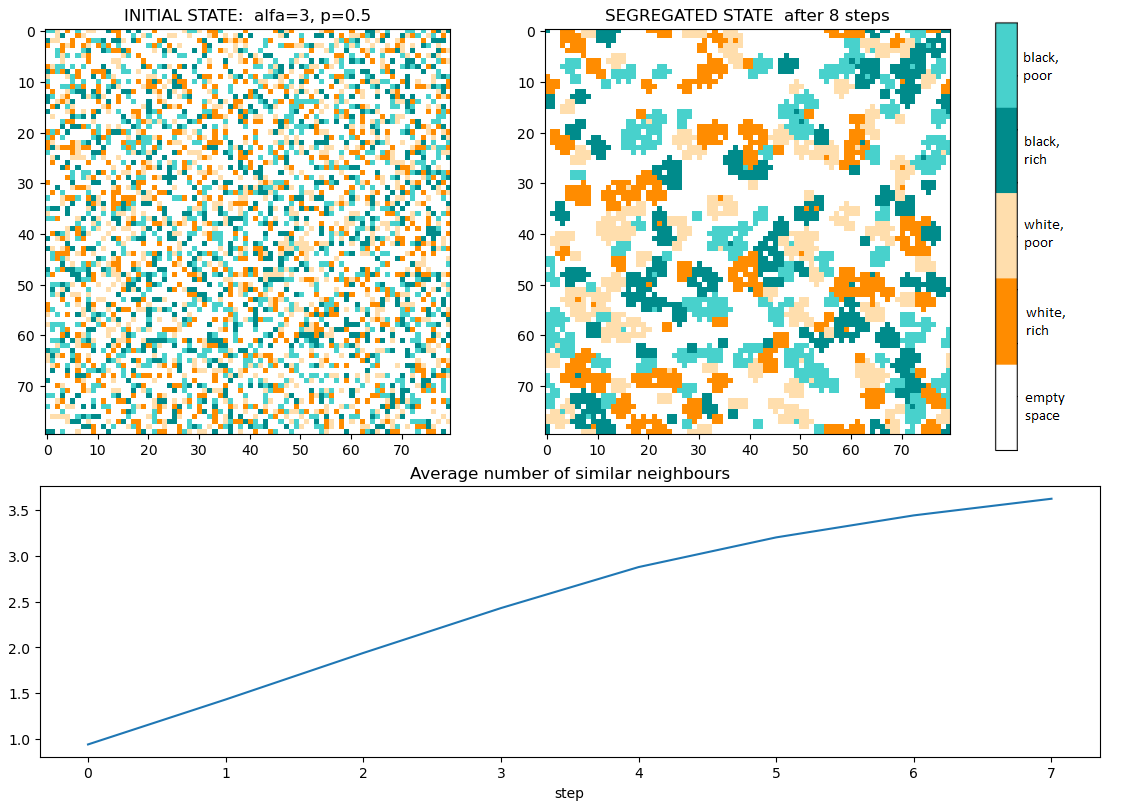 INITIAL STATE:  alfa=3, p=0.5
0
10
20
30
40
50
60
70
0 10 20 30 40 50 60 70
SEGREGATED STATE  after 8 steps
0
10
20
30
40
50
60
70
0 10 20 30 40 50 60 70
black,
poor
black,
rich
white,
poor
white,
rich
empty
space
Average number of similar neighbours
3.5
3.0
2.5
2.0
1.5
1.0
0 1 2 3 4 5 6 7
step